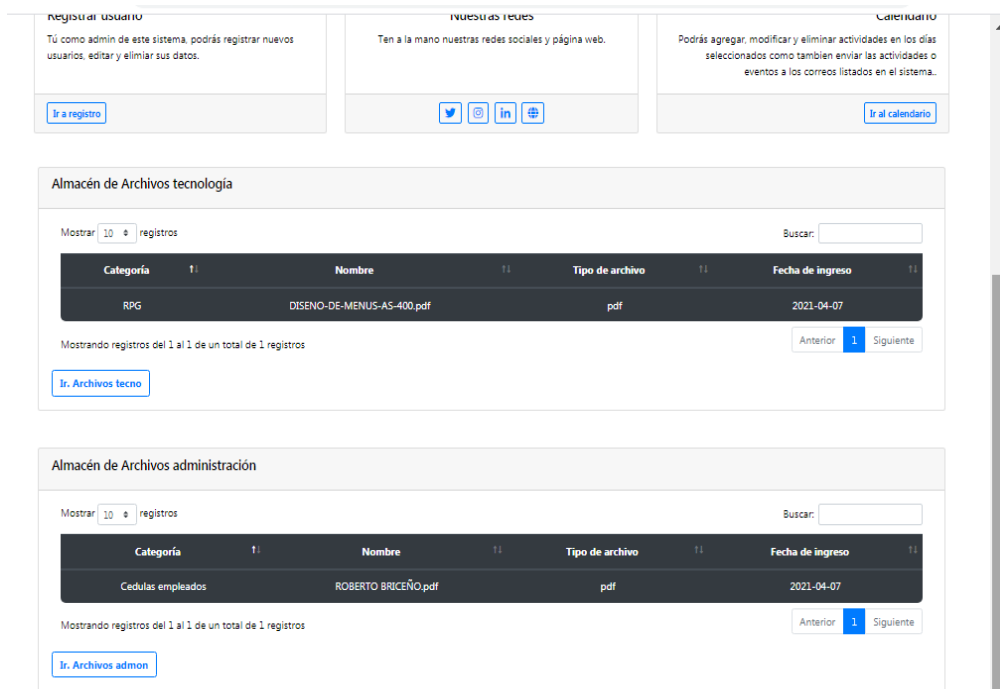 Registrar usuario
Tú como admin de este sistema, podrás registrar nuevos
usuarios, editar y elimiar sus datos.
Ir a registro
Nuestras redes
Ten a la mano nuestras redes sociales y página web.
in
Calendario
Podrás agregar, modificar y eliminar actividades en los días
seleccionados como tambien enviar las actividades o
eventos a los correos listados en el sistema..
Ir al calendario
Almacén de Archivos tecnología
Mostrar 10 registros Buscar:
Categoría Nombre Tipo de archivo Fecha de ingreso
RPG DISENO-DE-MENUS-AS-400.pdf pdf 2021-04-07
Mostrando registros del 1 al 1 de un total de 1 registros Anterior 1 Siguiente
Ir. Archivos tecno
Almacén de Archivos administración
Mostrar 10 registros Buscar:
Categoría Nombre Tipo de archivo Fecha de ingreso
Cedulas empleados ROBERTO BRICEÑO.pdf pdf 2021-04-07
Mostrando registros del 1 al 1 de un total de 1 registros Anterior 1 Siguiente
Ir. Archivos admon